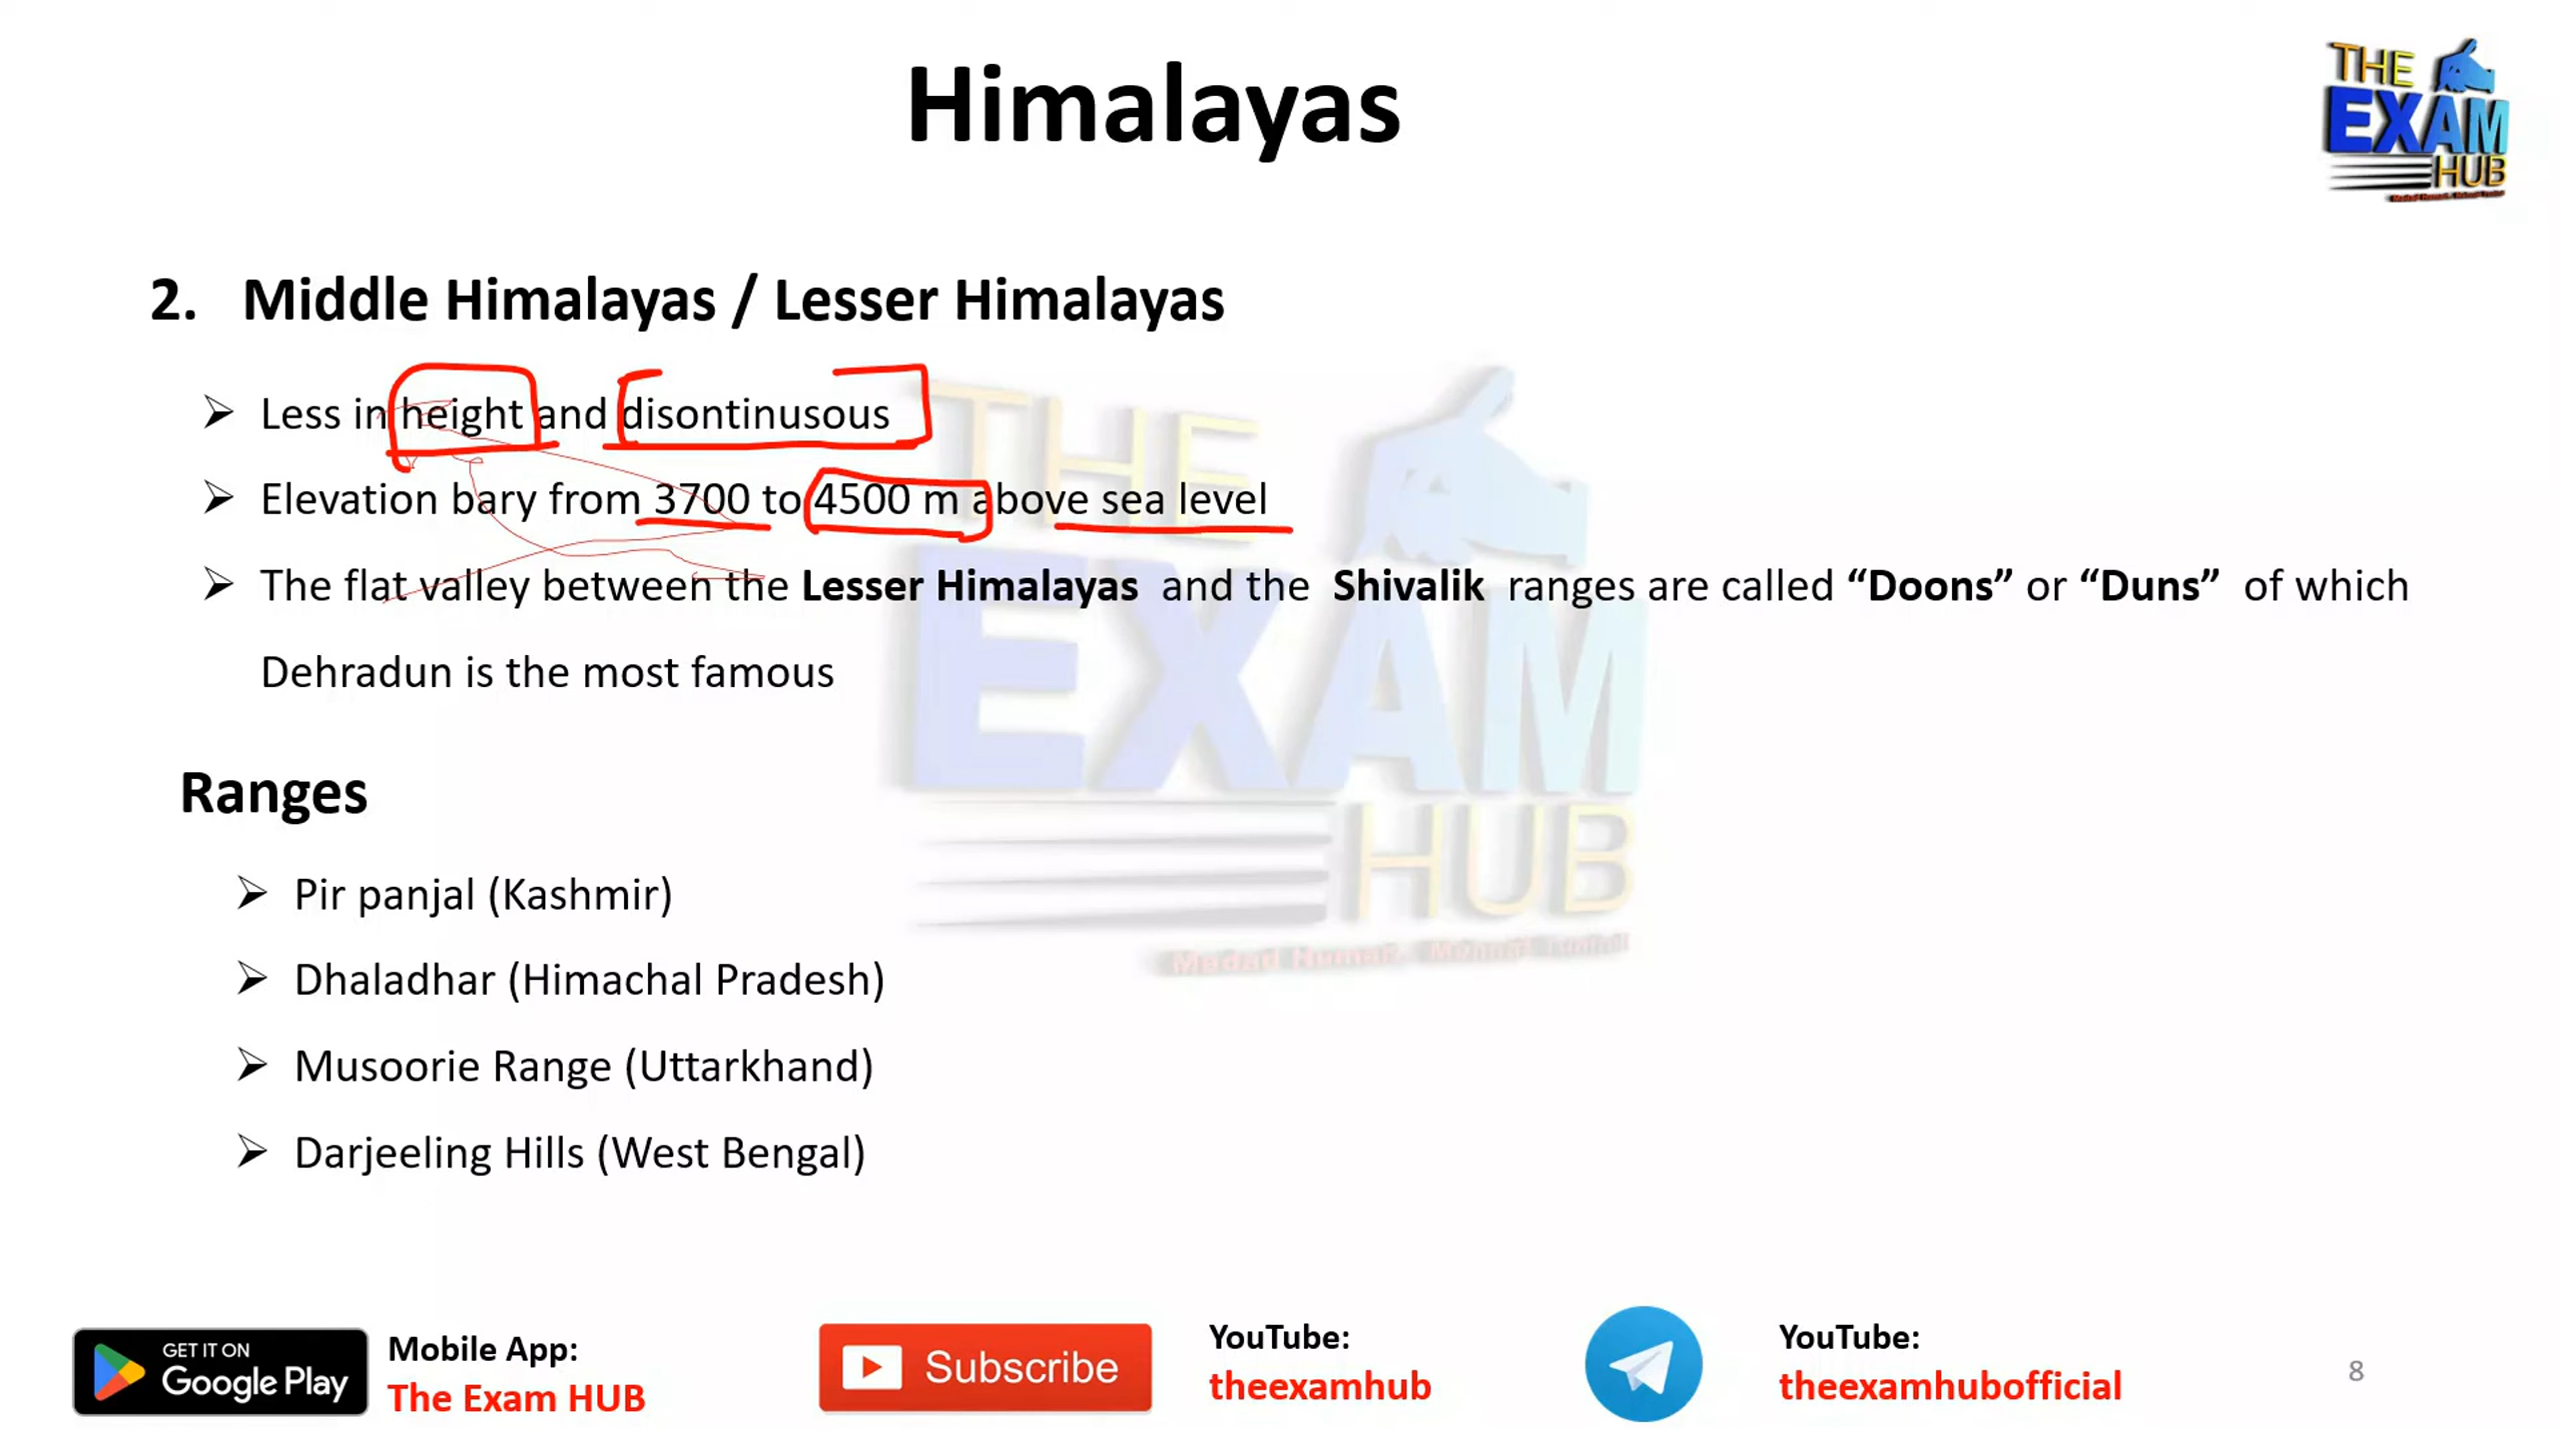 Himalayas
THE
EXAM
HUB
2. Middle Himalayas / Lesser Himalayas
➢ Less in height and disontinusous
➢ Elevation bary from 3700 to 4500 m above sea level
➢ The flat valley between the Lesser Himalayas and the Shivalik ranges are called “Doons” or “Duns” of which
Dehradun is the most famous
THE
EXAM
HUB
Ranges
➢ Pir panjal (Kashmir)
➢ Dhaladhar (Himachal Pradesh)
➢ Musoorie Range (Uttarkhand)
➢ Darjeeling Hills (West Bengal)
GET IT ON
Google Play
Mobile App:
The Exam HUB
Subscribe
YouTube:
theexamhub
YouTube:
theexamhubofficial
8